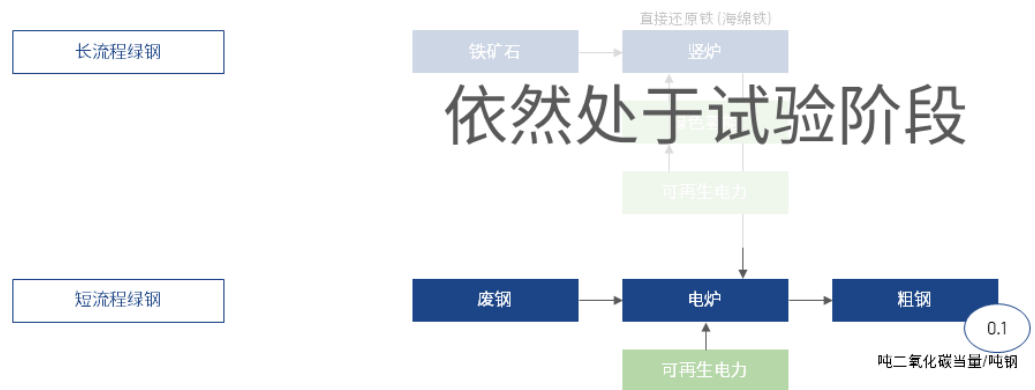 直接还原铁 (海绵铁)
长流程绿钢
铁矿石
竖炉
依然处于试验阶段
可再生电力
短流程绿钢
废钢
电炉
粗钢
0.1
吨二氧化碳当量/吨钢
可再生电力